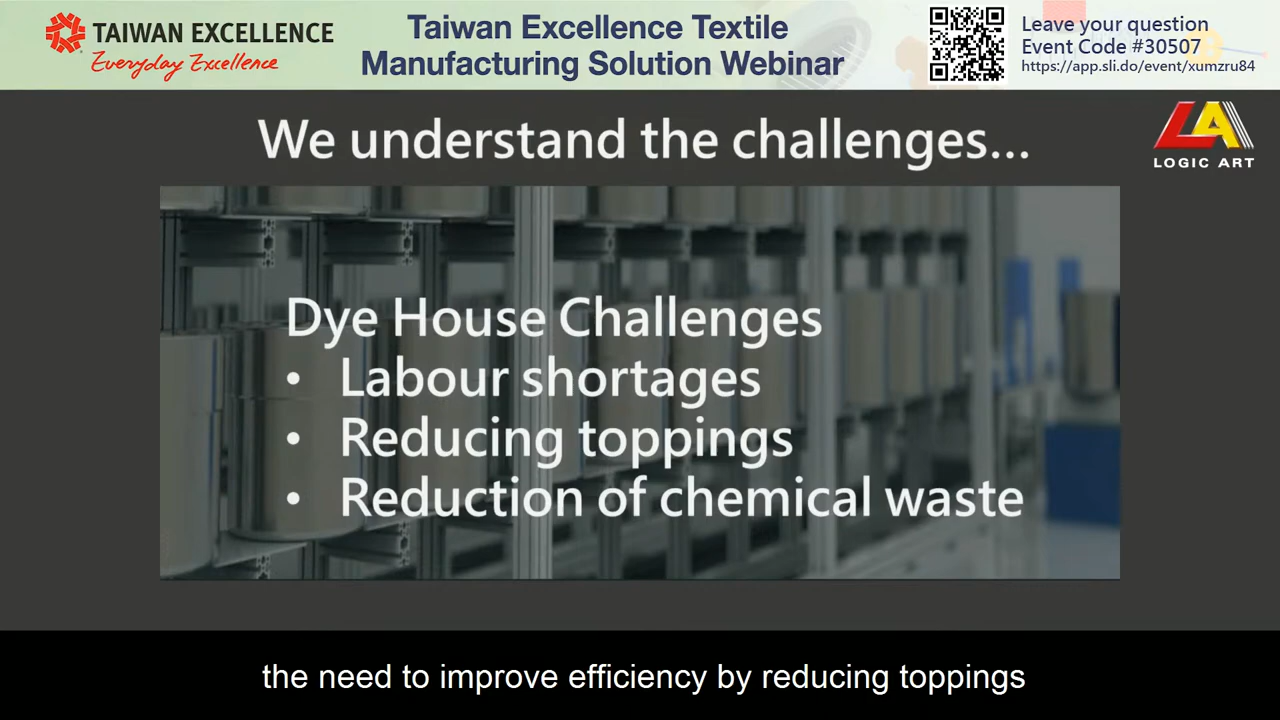 TAIWAN EXCELLENCE
Everyday Excellence
Taiwan Excellence Textile
Manufacturing Solution Webinar
Leave your question
Event Code #30507
https://app.sli.do/event/xumzru84
LA
LOGIC ART
We understand the challenges...
Dye House Challenges
• Labour shortages
• Reducing toppings
• Reduction of chemical waste
the need to improve efficiency by reducing toppings